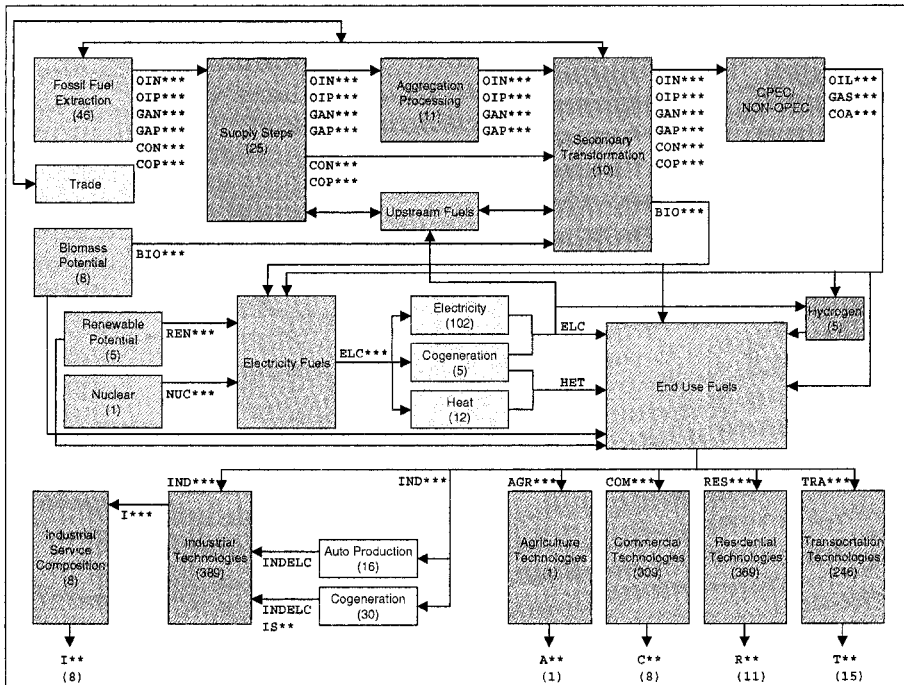 Fossil Fuel
Extraction
(46)
OIN***
OIP***
GAN***
GAP***
CON***
COP***
Supply Steps
(25)
OIN***
OIP***
GAN***
GAP***
CON***
COP***
Aggregation
Processing
(11)
OIN***
OIP***
GAN***
GAP***
Secondary
Transformation
(10)
OIN***
OIP***
GAN***
GAP***
CON***
COP***
OPEC/
NON-OPEC
OIL***
GAS***
COA***
Trade
Upstream Fuels
BIO***
Biomass
Potential
(8)
BIO***
Renewable
Potential
(5)
REN***
Nuclear
(1)
NUC***
Electricity Fuels
ELC***
Electricity
(102)
Cogeneration
(5)
Heat
(12)
ELC
HET
Hydrogen
(5)
End Use Fuels
IND***
IND***
AGR***
COM***
RES***
TRA***
I***
Industrial
Service
Composition
(8)
Industrial
Technologies
(389)
INDELC
Auto Production
(16)
INDELC
IS**
Cogeneration
(30)
Agriculture
Technologies
(1)
Commercial
Technologies
(309)
Residential
Technologies
(369)
Transportation
Technologies
(246)
I**
(8)
A**
(1)
C**
(8)
R**
(11)
T**
(15)